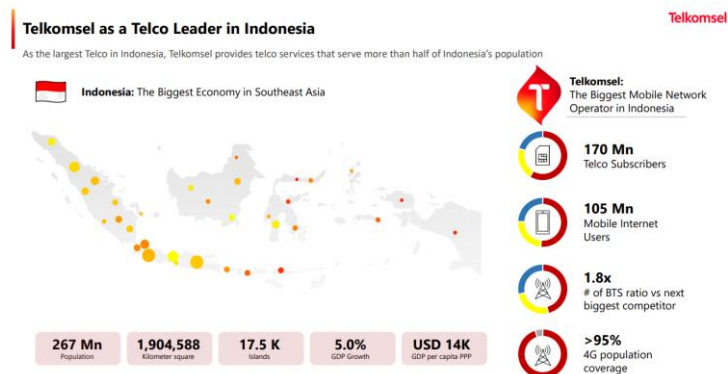 Telkomsel as a Telco Leader in Indonesia
Telkomsel
As the largest Telco in Indonesia, Telkomsel provides telco services that serve more than half of Indonesia's population
Indonesia: The Biggest Economy in Southeast Asia
267 Mn
Population
1,904,588
Kilometer square
17.5 K
Islands
5.0%
GDP Growth
USD 14K
GDP per capita PPP
Telkomsel:
The Biggest Mobile Network
Operator in Indonesia
170 Mn
Telco Subscribers
105 Mn
Mobile Internet
Users
1.8x
# of BTS ratio vs next
biggest competitor
>95%
4G population
coverage